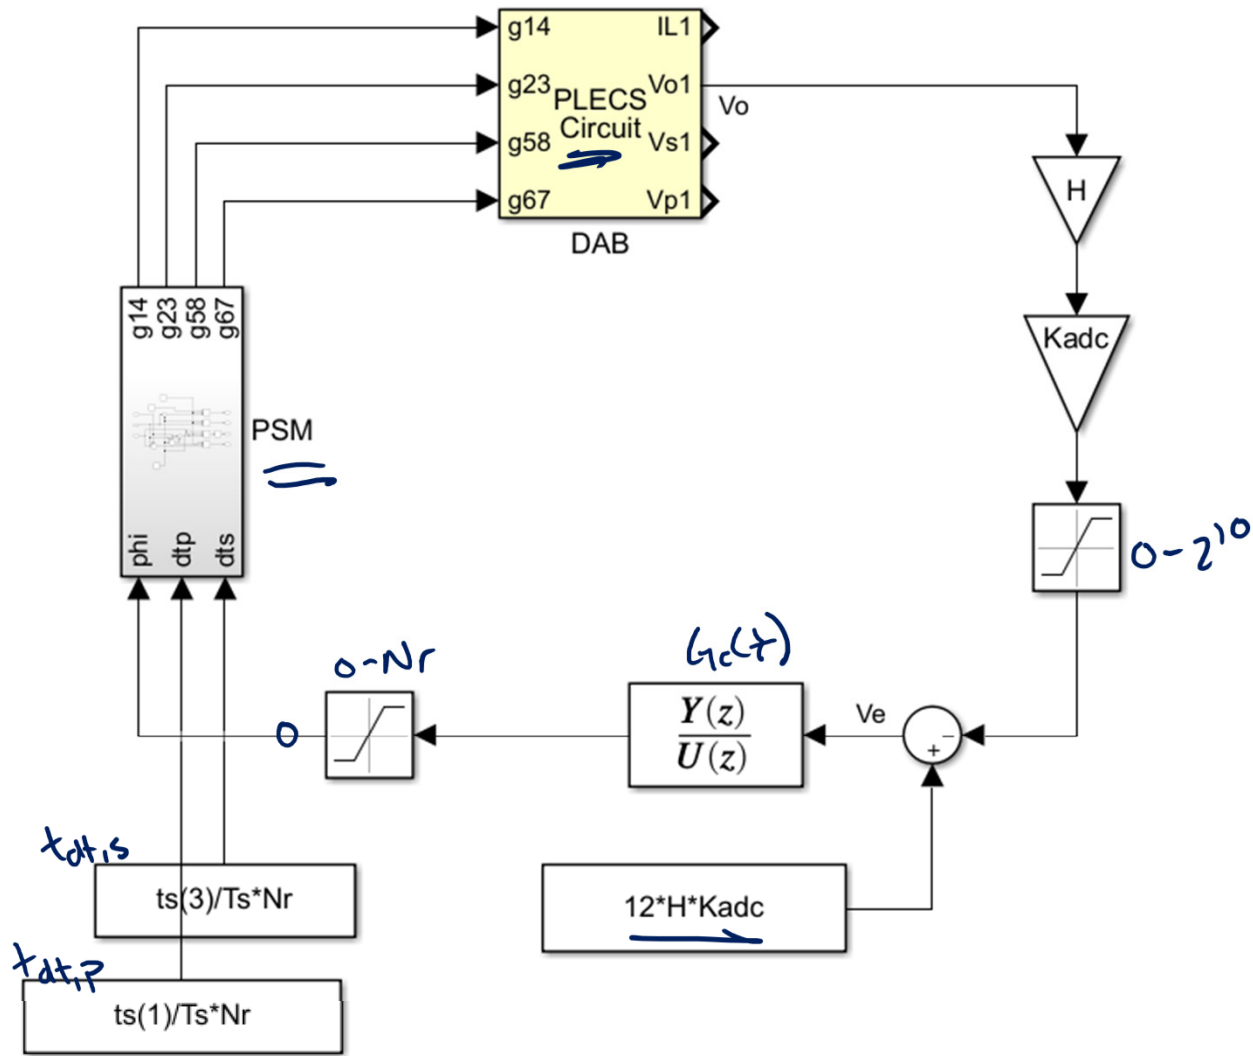 g14
g23
g58
g67
PLECS
Circuit
IL1
Vo1
Vs1
Vp1
Vo
DAB
H
Kadc
0-2^10
g14
g23
g58
g67
PSM
phi
dtp
dts
0-Nr
0
Gc(z)
Y(z)
U(z)
Ve
−
+
tdt,s
ts(3)/Ts*Nr
12*H*Kadc
tdt,p
ts(1)/Ts*Nr